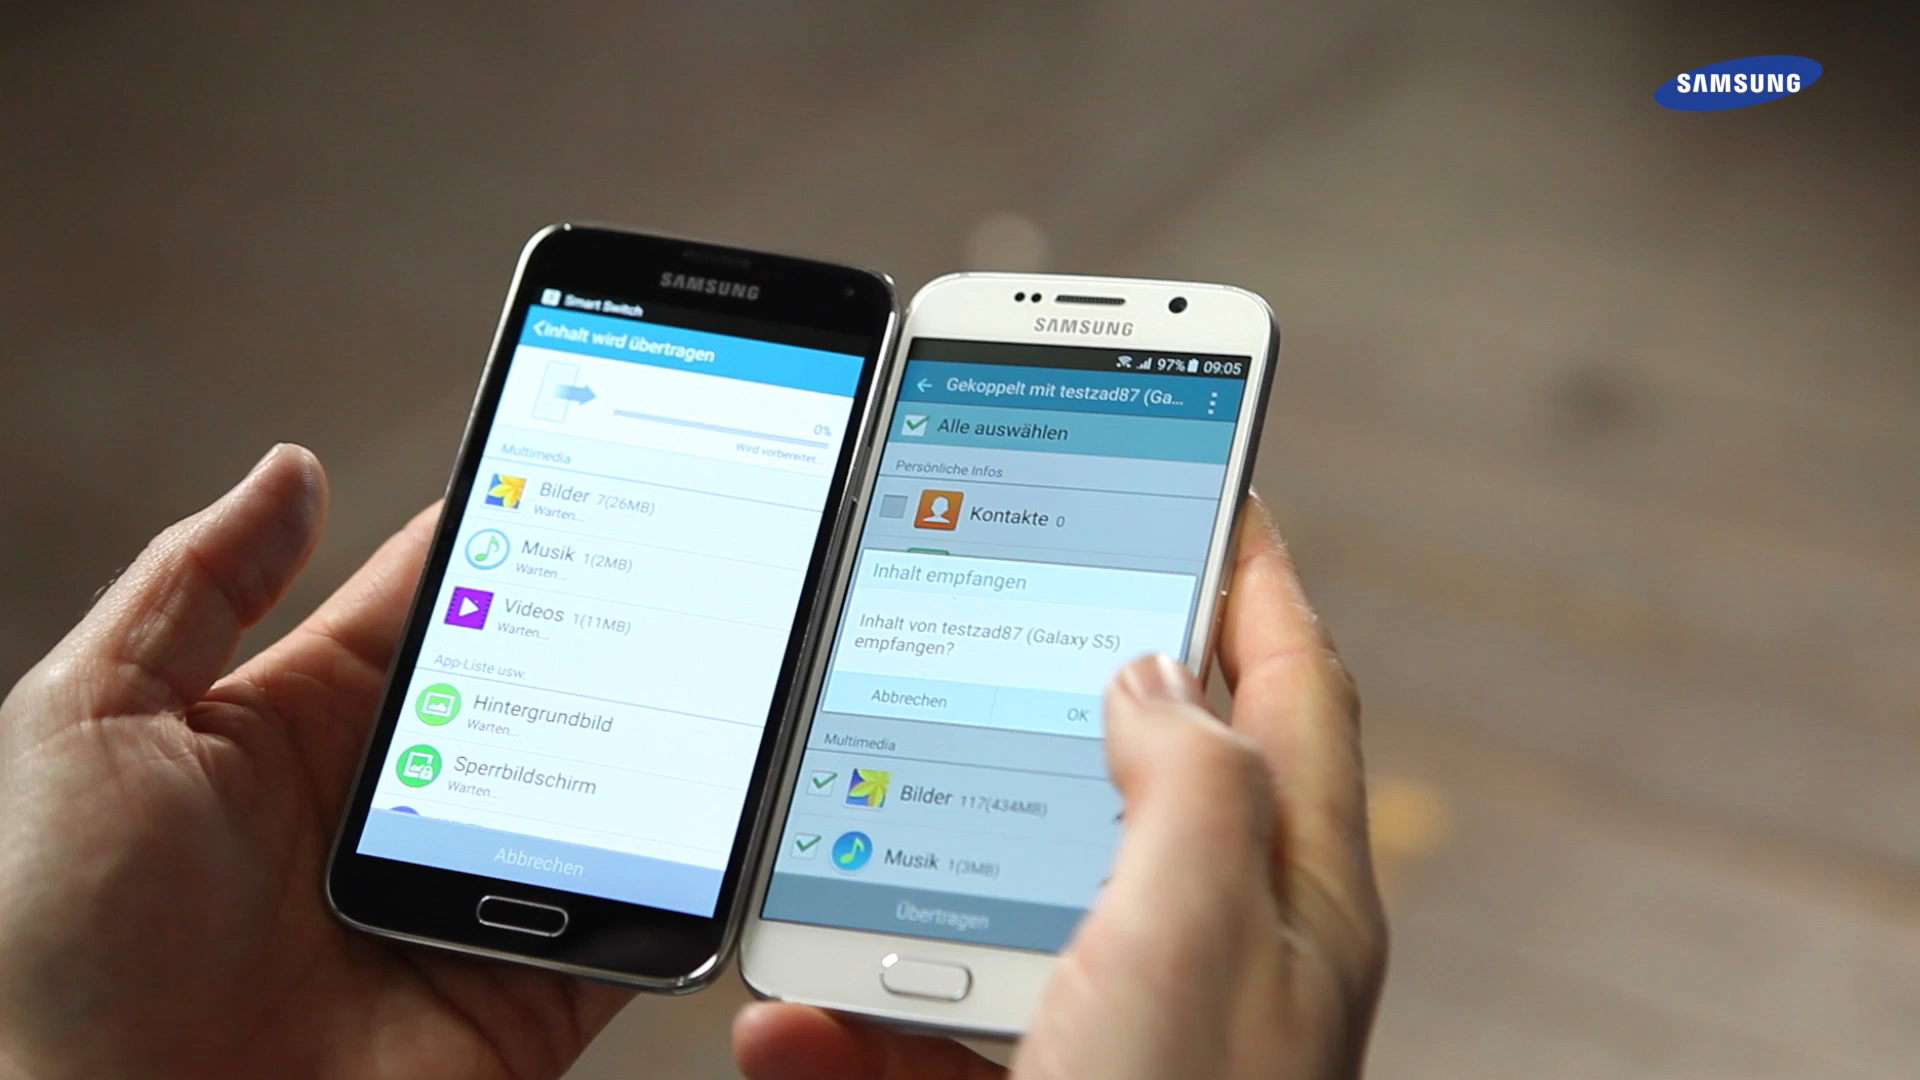 SAMSUNG
SAMSUNG
Smart Switch
Inhalt wird übertragen
0%
Wird vorbereitet...
Multimedia
Bilder 7(26MB)
Warten...
Musik 1(2MB)
Warten...
Videos 1(11MB)
Warten...
App-Liste usw.
Hintergrundbild
Warten...
Sperrbildschirm
Warten...
Abbrechen
SAMSUNG
97% 09:05
Gekoppelt mit testzad87 (Ga...
Alle auswählen
Persönliche Infos
Kontakte 0
Inhalt empfangen
Inhalt von testzad87 (Galaxy S5)
empfangen?
Abbrechen OK
Multimedia
Bilder 117(434MB)
Musik 1(3MB)
Übertragen